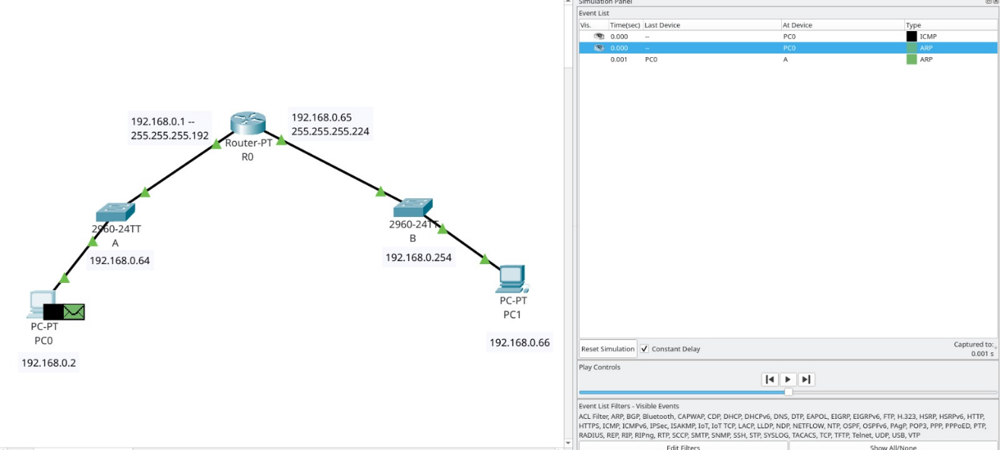 Simulation Panel
Event List
Vis. Time(sec) Last Device At Device Type
0.000 -- PC0 ICMP
0.000 -- PC0 ARP
0.001 PC0 A ARP
192.168.0.1 --
255.255.255.192
192.168.0.65
255.255.255.224
Router-PT
R0
2960-24TT
A
192.168.0.64
2960-24TT
B
192.168.0.254
PC-PT
PC0
192.168.0.2
PC-PT
PC1
192.168.0.66
Reset Simulation Constant Delay
Captured to:
0.001 s
Play Controls
Event List Filters - Visible Events
ACL Filter, ARP, BGP, Bluetooth, CAPWAP, CDP, DHCP, DHCPv6, DNS, DTP, EAPOL, EIGRP, EIGRPv6, FTP, H.323, HSRP, HSRPv6, HTTP,
HTTPS, ICMP, ICMPv6, IPSec, ISAKMP, IoT, IoT TCP, LACP, LLDP, NDP, NETFLOW, NTP, OSPF, OSPFv6, PAgP, POP3, PPP, PPPoED, PTP,
RADIUS, REP, RIP, RIPng, RTP, SCCP, SMTP, SNMP, SSH, STP, SYSLOG, TACACS, TCP, TFTP, Telnet, UDP, USB, VTP
Edit Filters Show All/None